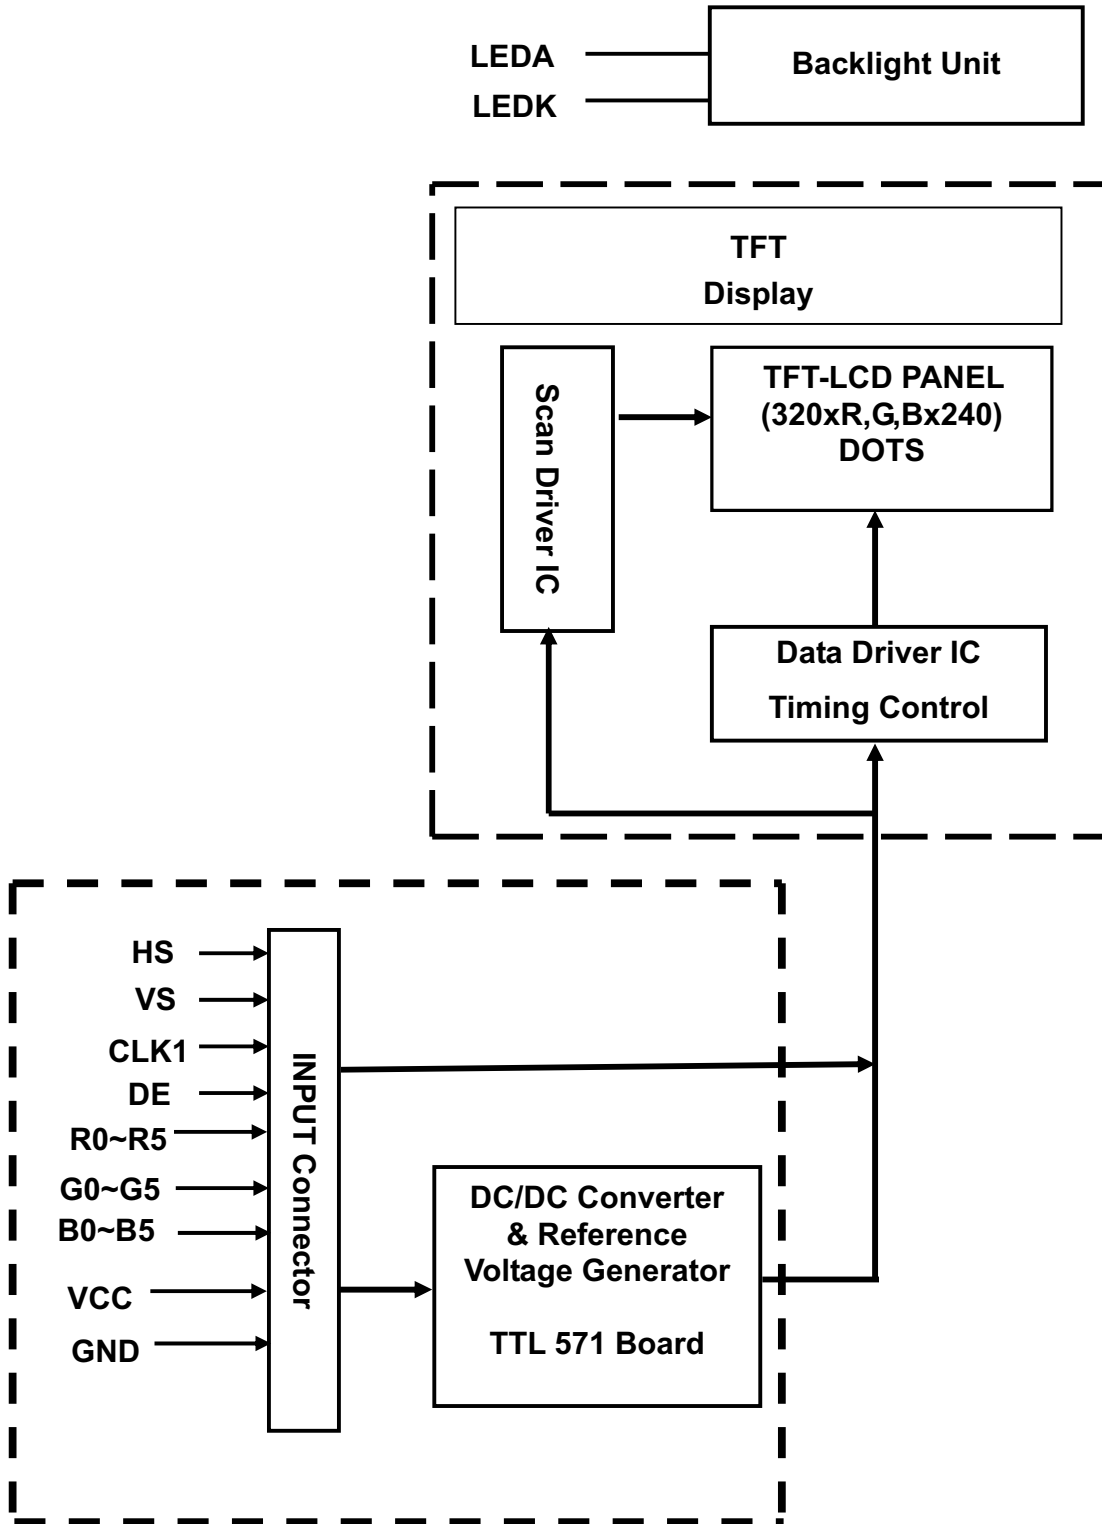 LEDA
LEDK
Backlight Unit
TFT
Display
Scan Driver IC
TFT-LCD PANEL
(320xR,G,Bx240)
DOTS
Data Driver IC
Timing Control
HS
VS
CLK1
DE
R0~R5
G0~G5
B0~B5
VCC
GND
INPUT Connector
DC/DC Converter
& Reference
Voltage Generator
TTL 571 Board